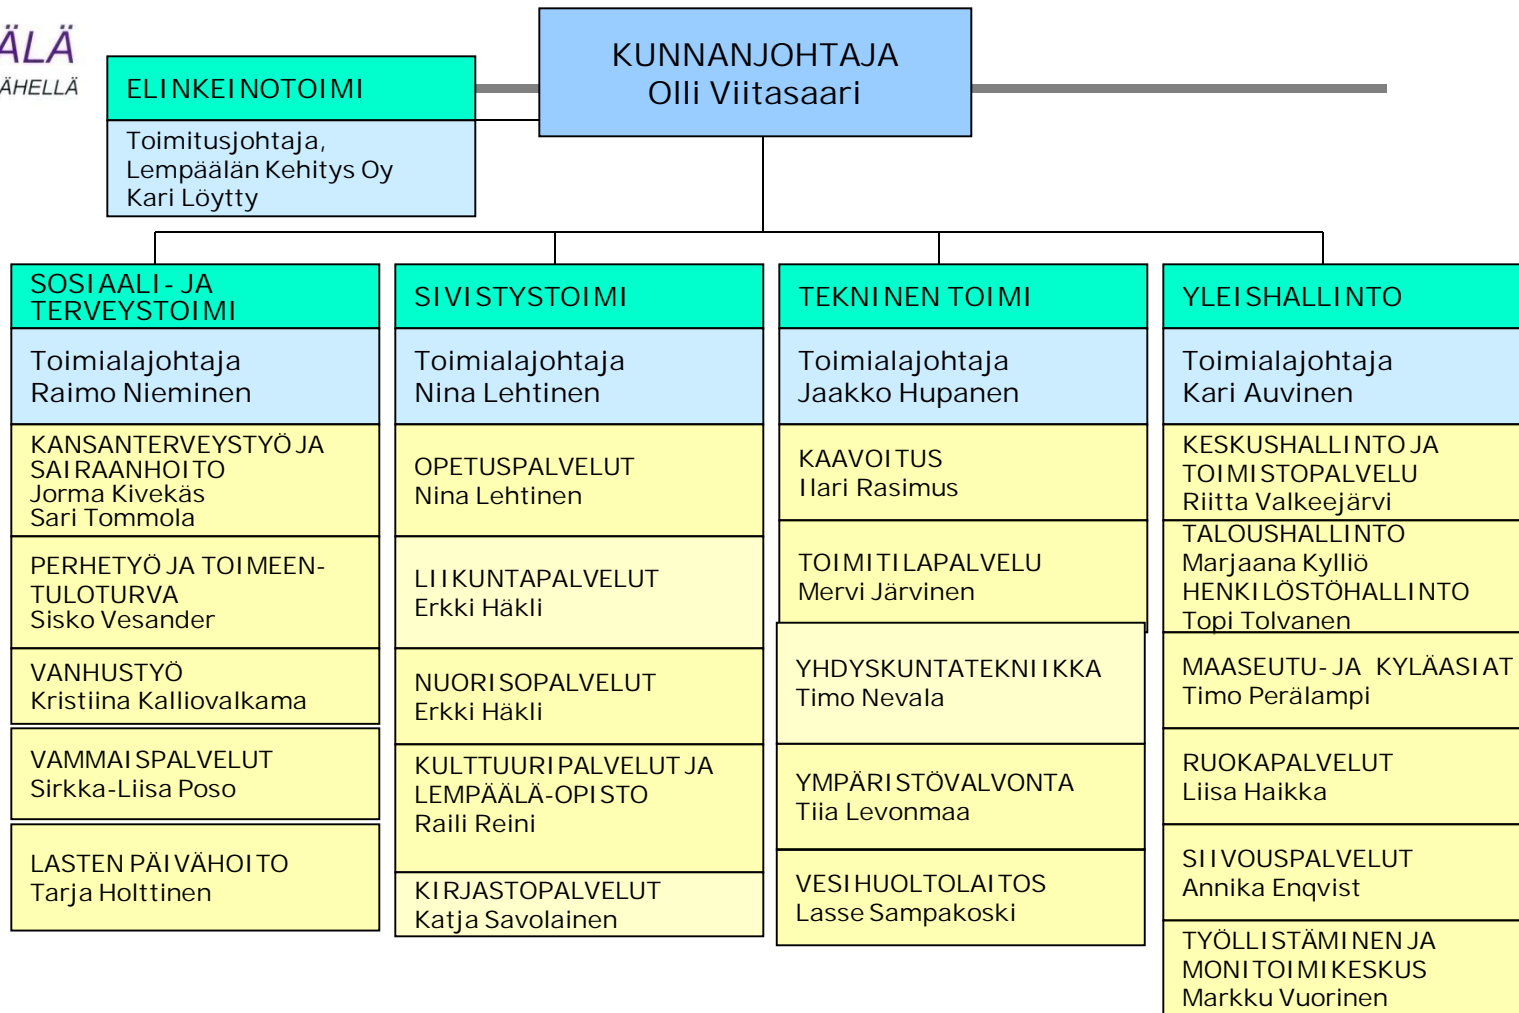 ÄLÄ
ÄHELLÄ
KUNNANJOHTAJA
Olli Viitasaari
ELINKEINOTOIMI
Toimitusjohtaja,
Lempäälän Kehitys Oy
Kari Löytty
SOSIAALI- JA
TERVEYSTOIMI
Toimialajohtaja
Raimo Nieminen
KANSANTERVEYSTYÖ JA
SAIRAANHOITO
Jorma Kivekäs
Sari Tommola
PERHETYÖ JA TOIMEEN-
TULOTURVA
Sisko Vesander
VANHUSTYÖ
Kristiina Kalliovalkama
VAMMAISPALVELUT
Sirkka-Liisa Poso
LASTEN PÄIVÄHOITO
Tarja Holttinen
SIVISTYSTOIMI
Toimialajohtaja
Nina Lehtinen
OPETUSPALVELUT
Nina Lehtinen
LIIKUNTAPALVELUT
Erkki Häkli
NUORISOPALVELUT
Erkki Häkli
KULTTUURIPALVELUT JA
LEMPÄÄLÄ-OPISTO
Raili Reini
KIRJASTOPALVELUT
Katja Savolainen
TEKNINEN TOIMI
Toimialajohtaja
Jaakko Hupanen
KAAVOITUS
Ilari Rasimus
TOIMITILAPALVELU
Mervi Järvinen
YHDYSKUNTATEKNIIKKA
Timo Nevala
YMPÄRISTÖVALVONTA
Tiia Levonmaa
VESIHUOLTOLAITOS
Lasse Sampakoski
YLEISHALLINTO
Toimialajohtaja
Kari Auvinen
KESKUSHALLINTO JA
TOIMISTOPALVELU
Riitta Valkeejärvi
TALOUSHALLINTO
Marjaana Kylliö
HENKILÖSTÖHALLINTO
Topi Tolvanen
MAASEUTU- JA KYLÄASIAT
Timo Perälampi
RUOKAPALVELUT
Liisa Haikka
SIIVOUSPALVELUT
Annika Enqvist
TYÖLLISTÄMINEN JA
MONITOIMIKESKUS
Markku Vuorinen